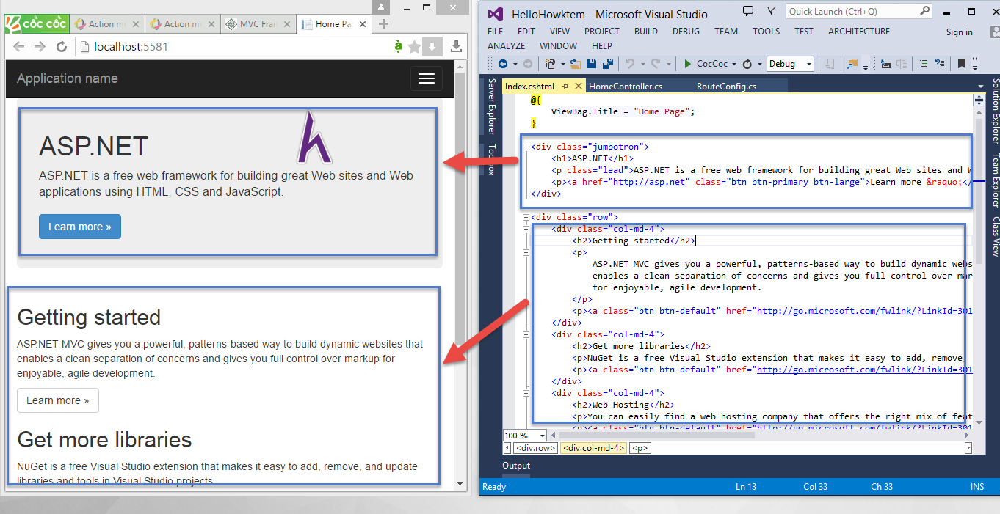 cốc cốc
Action m
Action m
MVC Fran
Home Pag
localhost:5581
ả
Application name
ASP.NET
ASP.NET is a free web framework for building great Web sites and Web
applications using HTML, CSS and JavaScript.
Learn more »
Getting started
ASP.NET MVC gives you a powerful, patterns-based way to build dynamic websites that
enables a clean separation of concerns and gives you full control over markup for
enjoyable, agile development.
Learn more »
Get more libraries
NuGet is a free Visual Studio extension that makes it easy to add, remove, and update
libraries and tools in Visual Studio projects.
HelloHowktem - Microsoft Visual Studio
Quick Launch (Ctrl+Q)
FILE EDIT VIEW PROJECT BUILD DEBUG TEAM TOOLS TEST ARCHITECTURE
Sign in
ANALYZE WINDOW HELP
CocCoc
Debug
Server Explorer
Toolbox
Index.cshtml
HomeController.cs
RouteConfig.cs
@{
ViewBag.Title = "Home Page";
}
<div class="jumbotron">
<h1>ASP.NET</h1>
<p class="lead">ASP.NET is a free web framework for building great Web sites and W
<p><a href="http://asp.net" class="btn btn-primary btn-large">Learn more &raquo;</
</div>
<div class="row">
<div class="col-md-4">
<h2>Getting started</h2>
<p>
ASP.NET MVC gives you a powerful, patterns-based way to build dynamic webs
enables a clean separation of concerns and gives you full control over mar
for enjoyable, agile development.
</p>
<p><a class="btn btn-default" href="http://go.microsoft.com/fwlink/?LinkId=301
</div>
<div class="col-md-4">
<h2>Get more libraries</h2>
<p>NuGet is a free Visual Studio extension that makes it easy to add, remove
<p><a class="btn btn-default" href="http://go.microsoft.com/fwlink/?LinkId=301
</div>
<div class="col-md-4">
<h2>Web Hosting</h2>
<p>You can easily find a web hosting company that offers the right mix of feat
<p><a class="btn btn-default" href="http://go.microsoft.com/fwlink/?LinkId=301
100 %
<div.row>
<div.col-md-4>
<p>
Solution Explorer
Team Explorer
Class View
Output
Ready
Ln 13
Col 33
Ch 33
INS